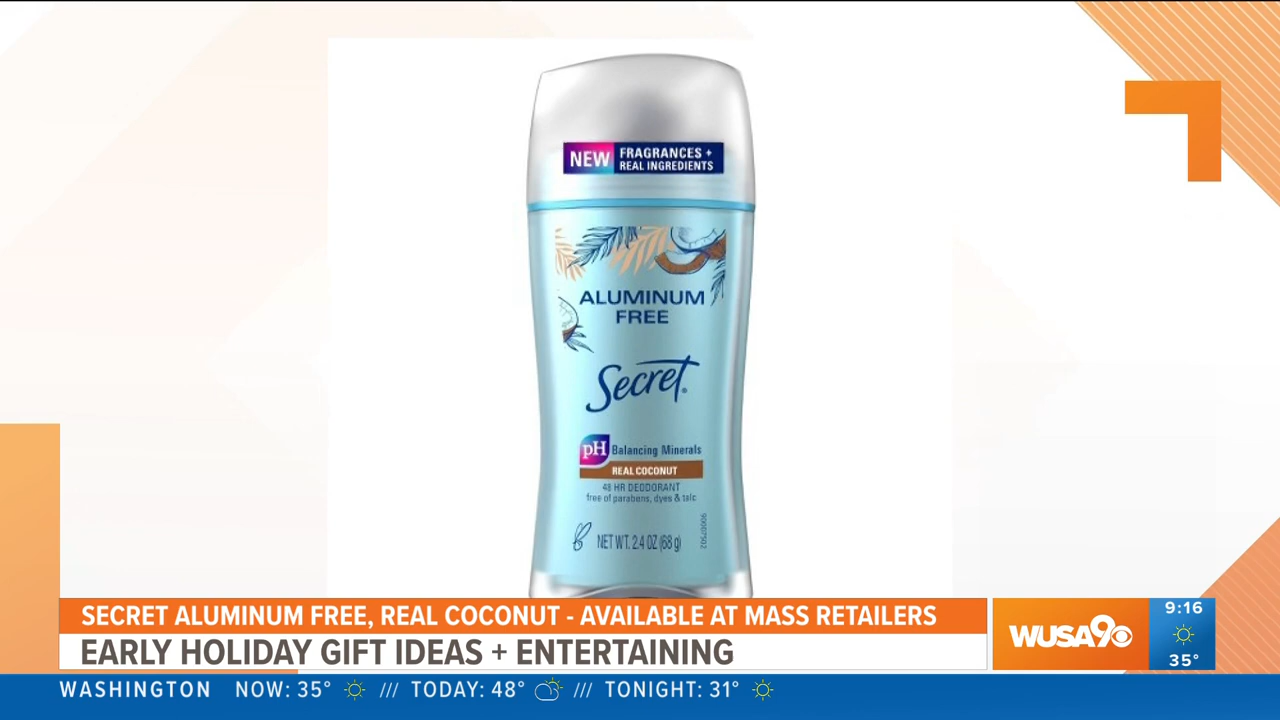 NEW FRAGRANCES +
REAL INGREDIENTS
ALUMINUM
FREE
Secret®
pH Balancing Minerals
REAL COCONUT
48 HR DEODORANT
free of parabens, dyes & talc
NET WT. 2.4 OZ (68 g)
90007502
SECRET ALUMINUM FREE, REAL COCONUT - AVAILABLE AT MASS RETAILERS
EARLY HOLIDAY GIFT IDEAS + ENTERTAINING
WUSA9
9:16
35°
WASHINGTON NOW: 35° /// TODAY: 48° /// TONIGHT: 31°